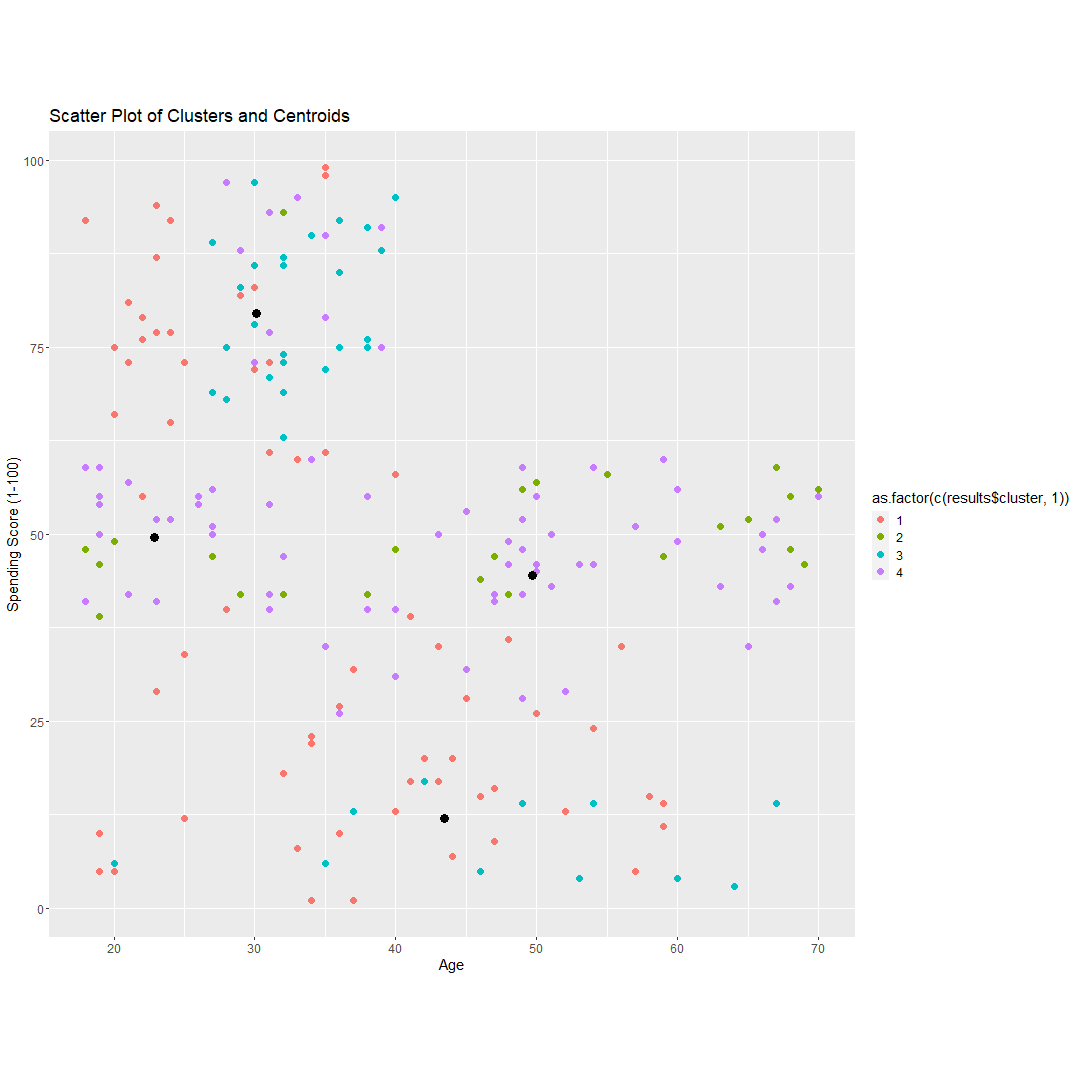 Scatter Plot of Clusters and Centroids
100
75
50
25
0
Spending Score (1-100)
20 30 40 50 60 70
Age
as.factor(c(results$cluster, 1))
1
2
3
4